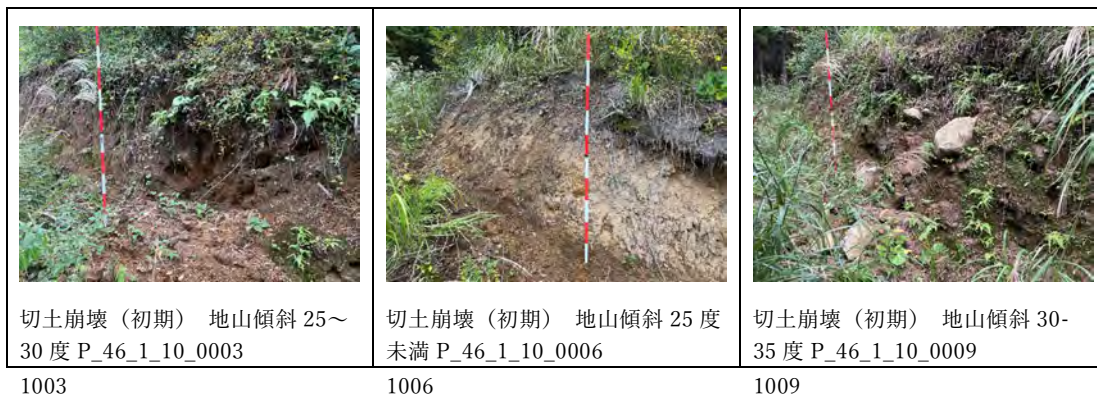 切土崩壊（初期） 地山傾斜 25～
30 度 P_46_1_10_0003
切土崩壊（初期） 地山傾斜 25 度
未満 P_46_1_10_0006
切土崩壊（初期） 地山傾斜 30-
35 度 P_46_1_10_0009
1003
1006
1009